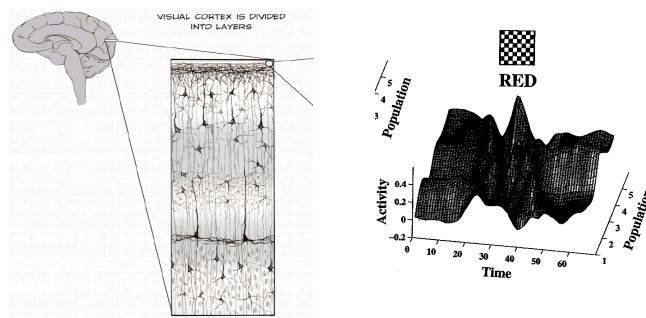 VISUAL CORTEX IS DIVIDED
INTO LAYERS
RED
5
4
3
Population
Activity
0.4
0.2
0
-0.2
0 10 20 30 40 50 60
Time
1
2
3
4
5
Population